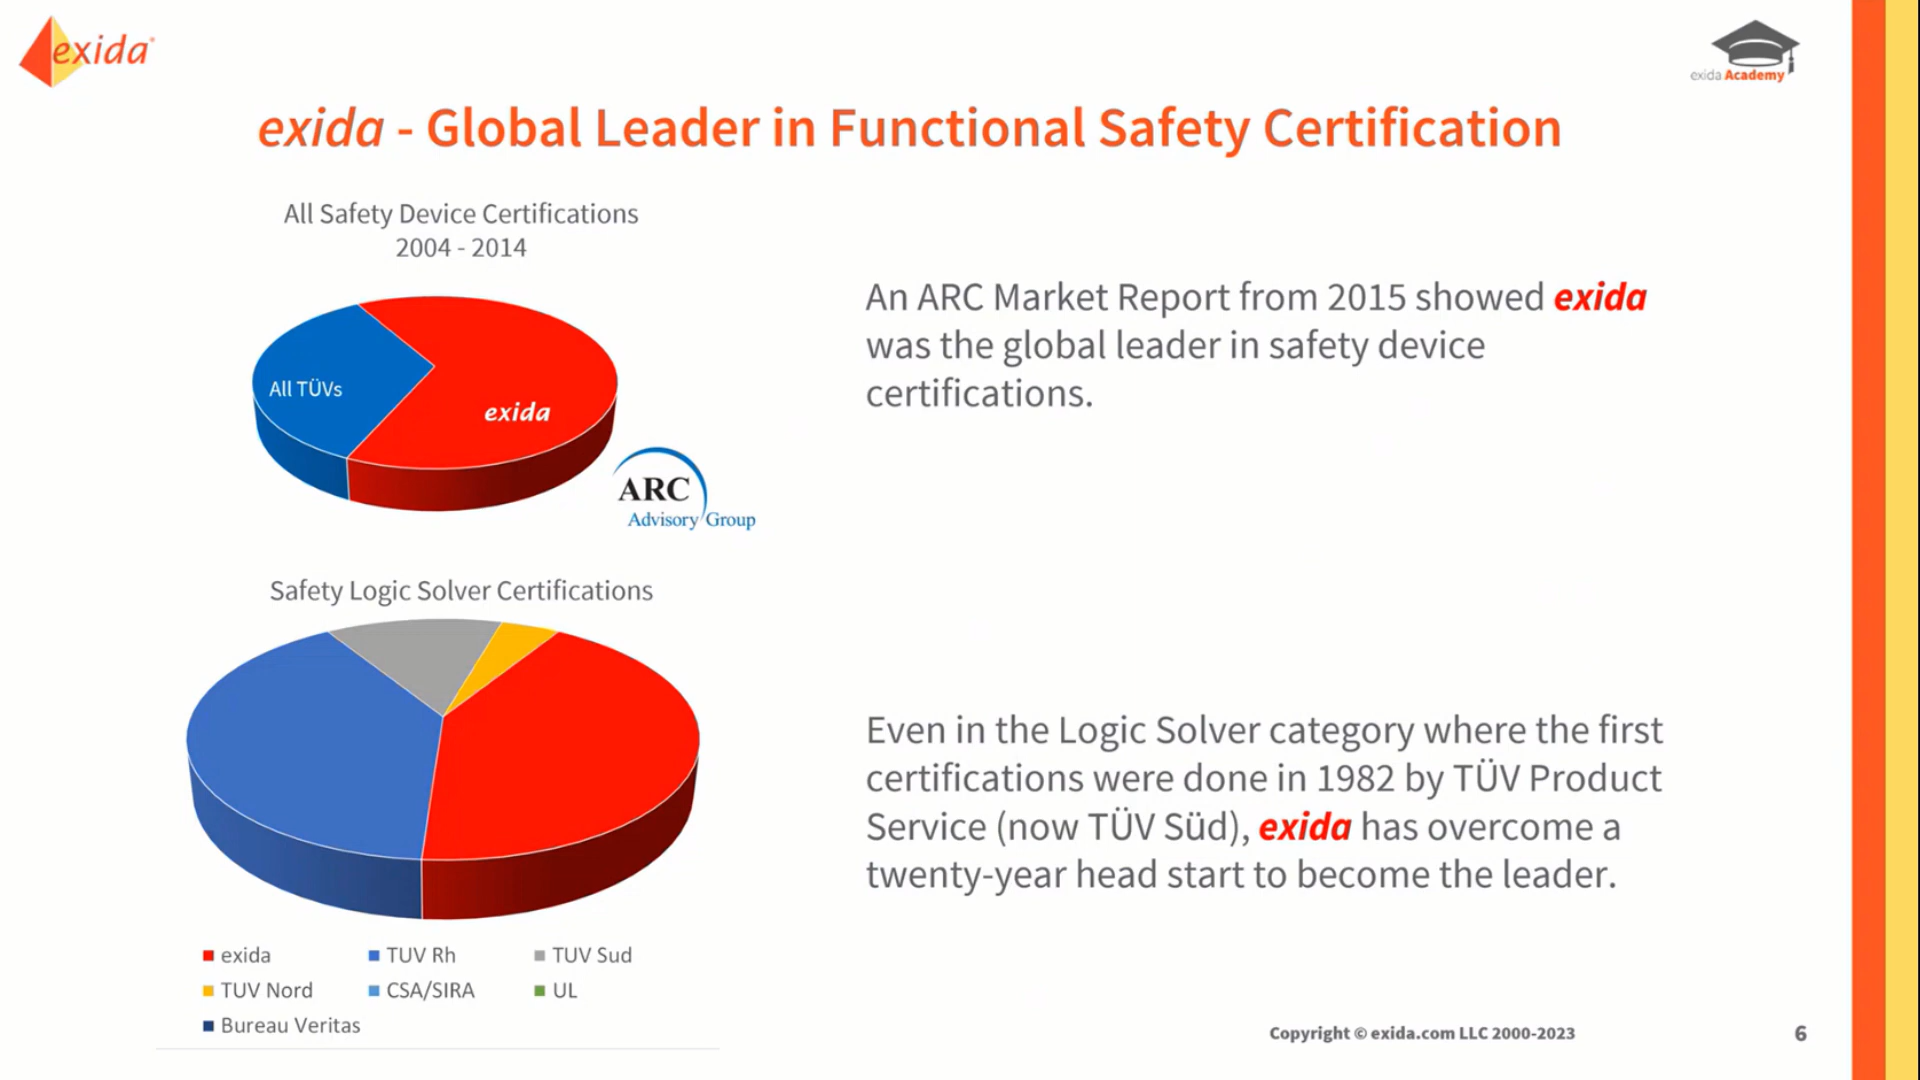 exida
exida Academy
exida - Global Leader in Functional Safety Certification
All Safety Device Certifications
2004 - 2014
All TÜVs
exida
ARC
Advisory Group
An ARC Market Report from 2015 showed exida
was the global leader in safety device
certifications.
Safety Logic Solver Certifications
Even in the Logic Solver category where the first
certifications were done in 1982 by TÜV Product
Service (now TÜV Süd), exida has overcome a
twenty-year head start to become the leader.
exida TUV Rh TUV Sud
TUV Nord CSA/SIRA UL
Bureau Veritas
Copyright © exida.com LLC 2000-2023
6